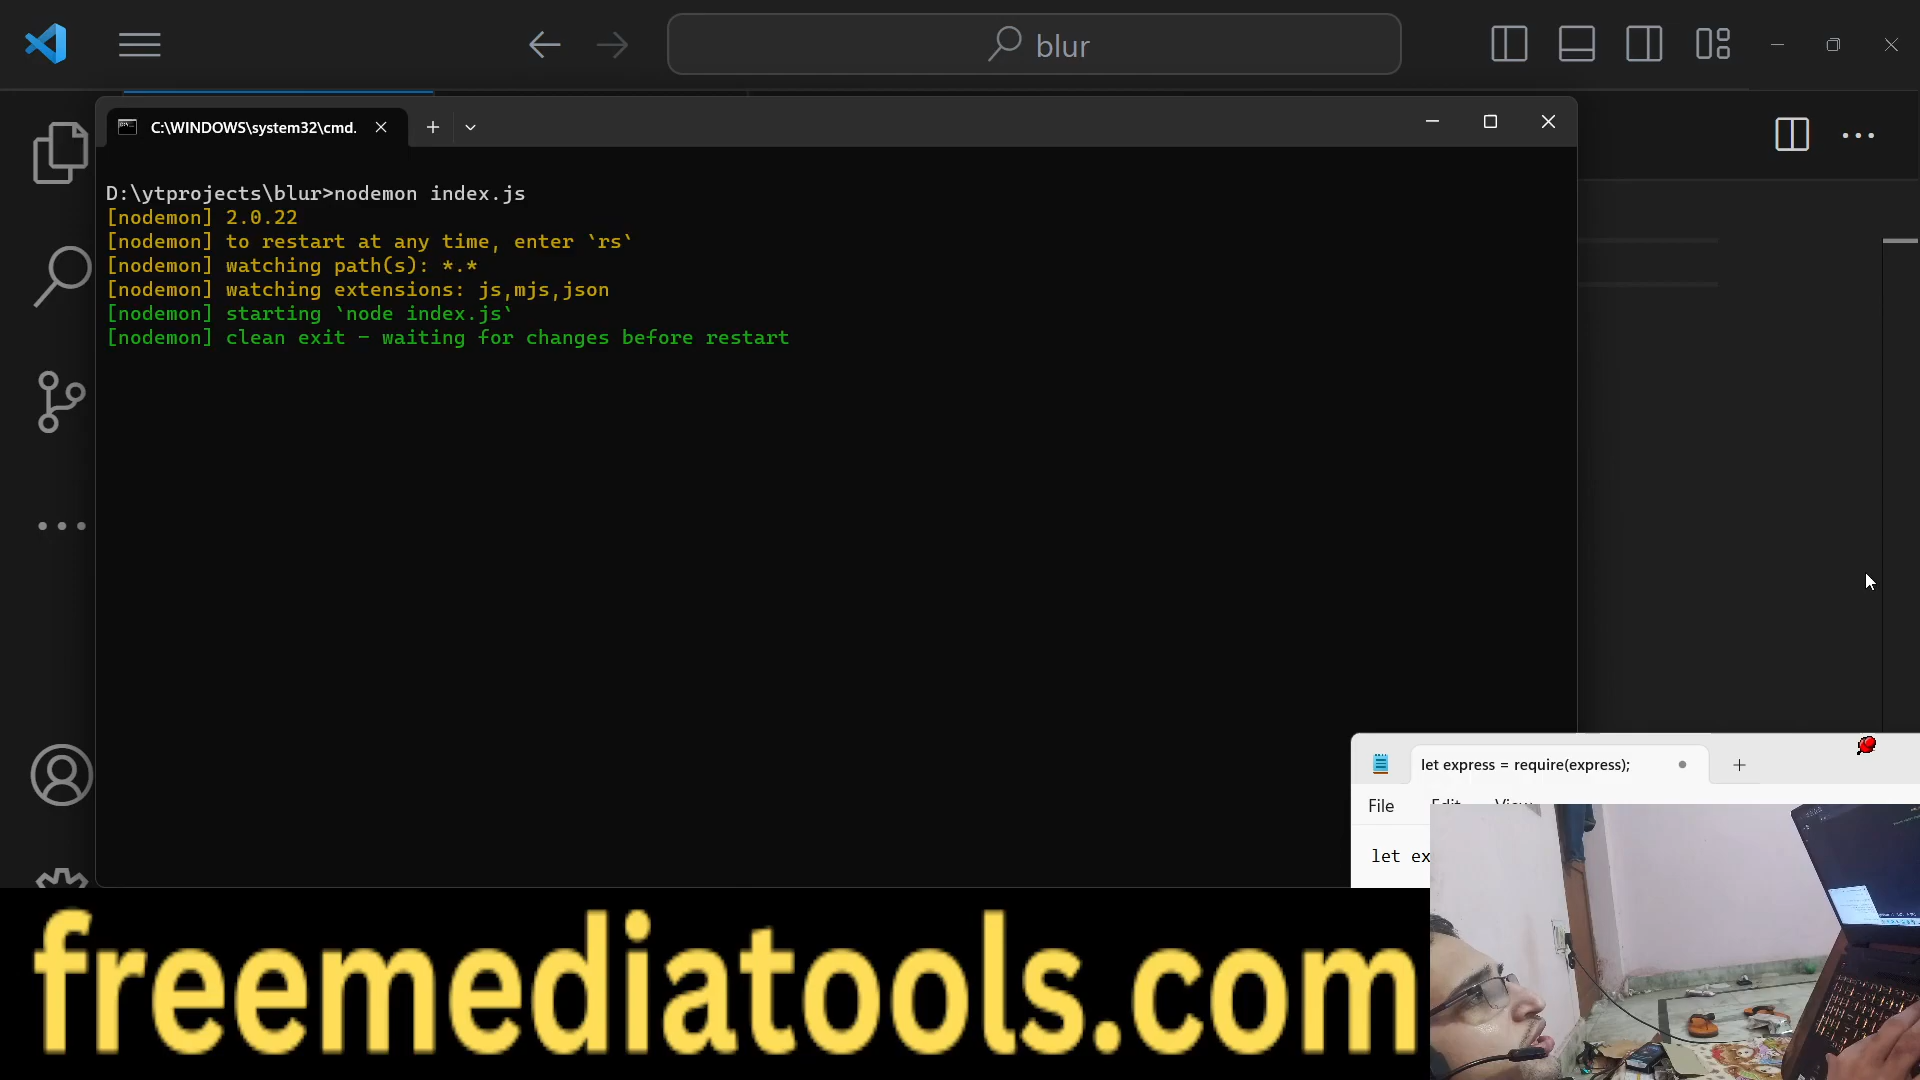 blur
C:\WINDOWS\system32\cmd.
D:\ytprojects\blur>nodemon index.js
[nodemon] 2.0.22
[nodemon] to restart at any time, enter `rs`
[nodemon] watching path(s): *.*
[nodemon] watching extensions: js,mjs,json
[nodemon] starting `node index.js`
[nodemon] clean exit - waiting for changes before restart
let express = require(express);
File Edit View
let ex
freemediatools.com